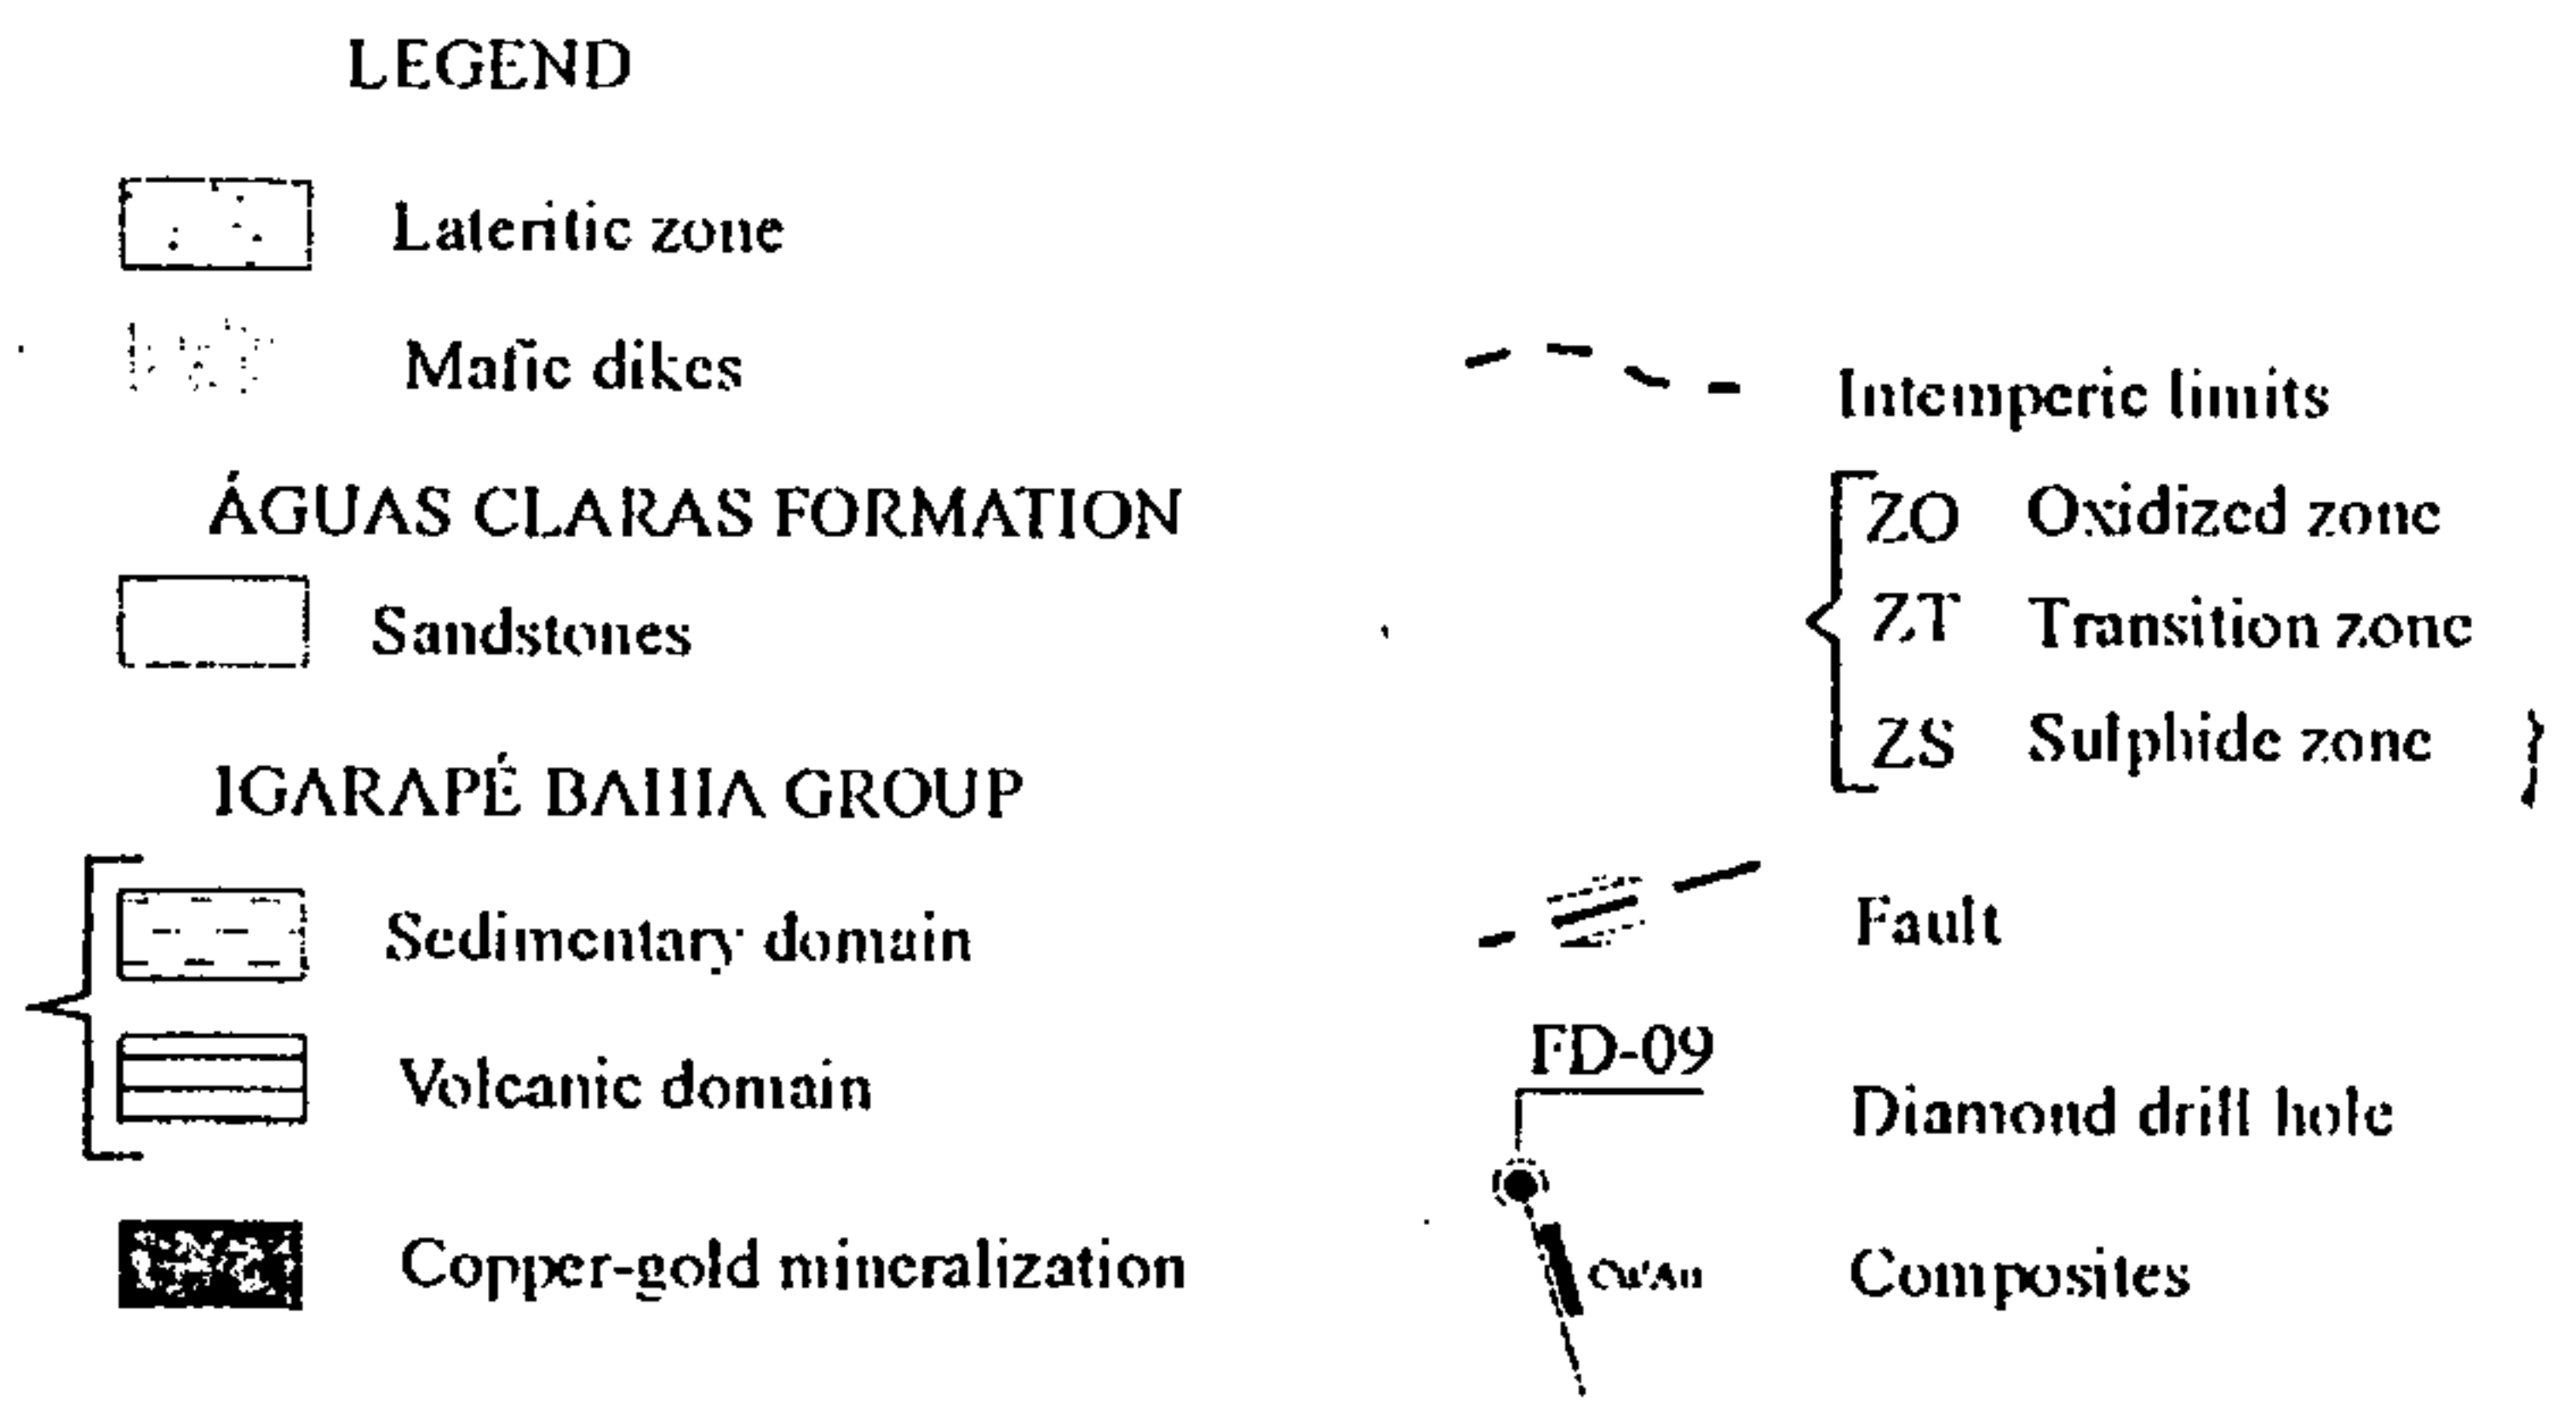 LEGEND
Lateritic zone
Mafic dikes
ÁGUAS CLARAS FORMATION
Sandstones
IGARAPÉ BAHIA GROUP
Sedimentary domain
Volcanic domain
Copper-gold mineralization
Intemperic limits
ZO Oxidized zone
ZT Transition zone
ZS Sulphide zone
Fault
FD-09
Diamond drill hole
Cu/Au
Composites